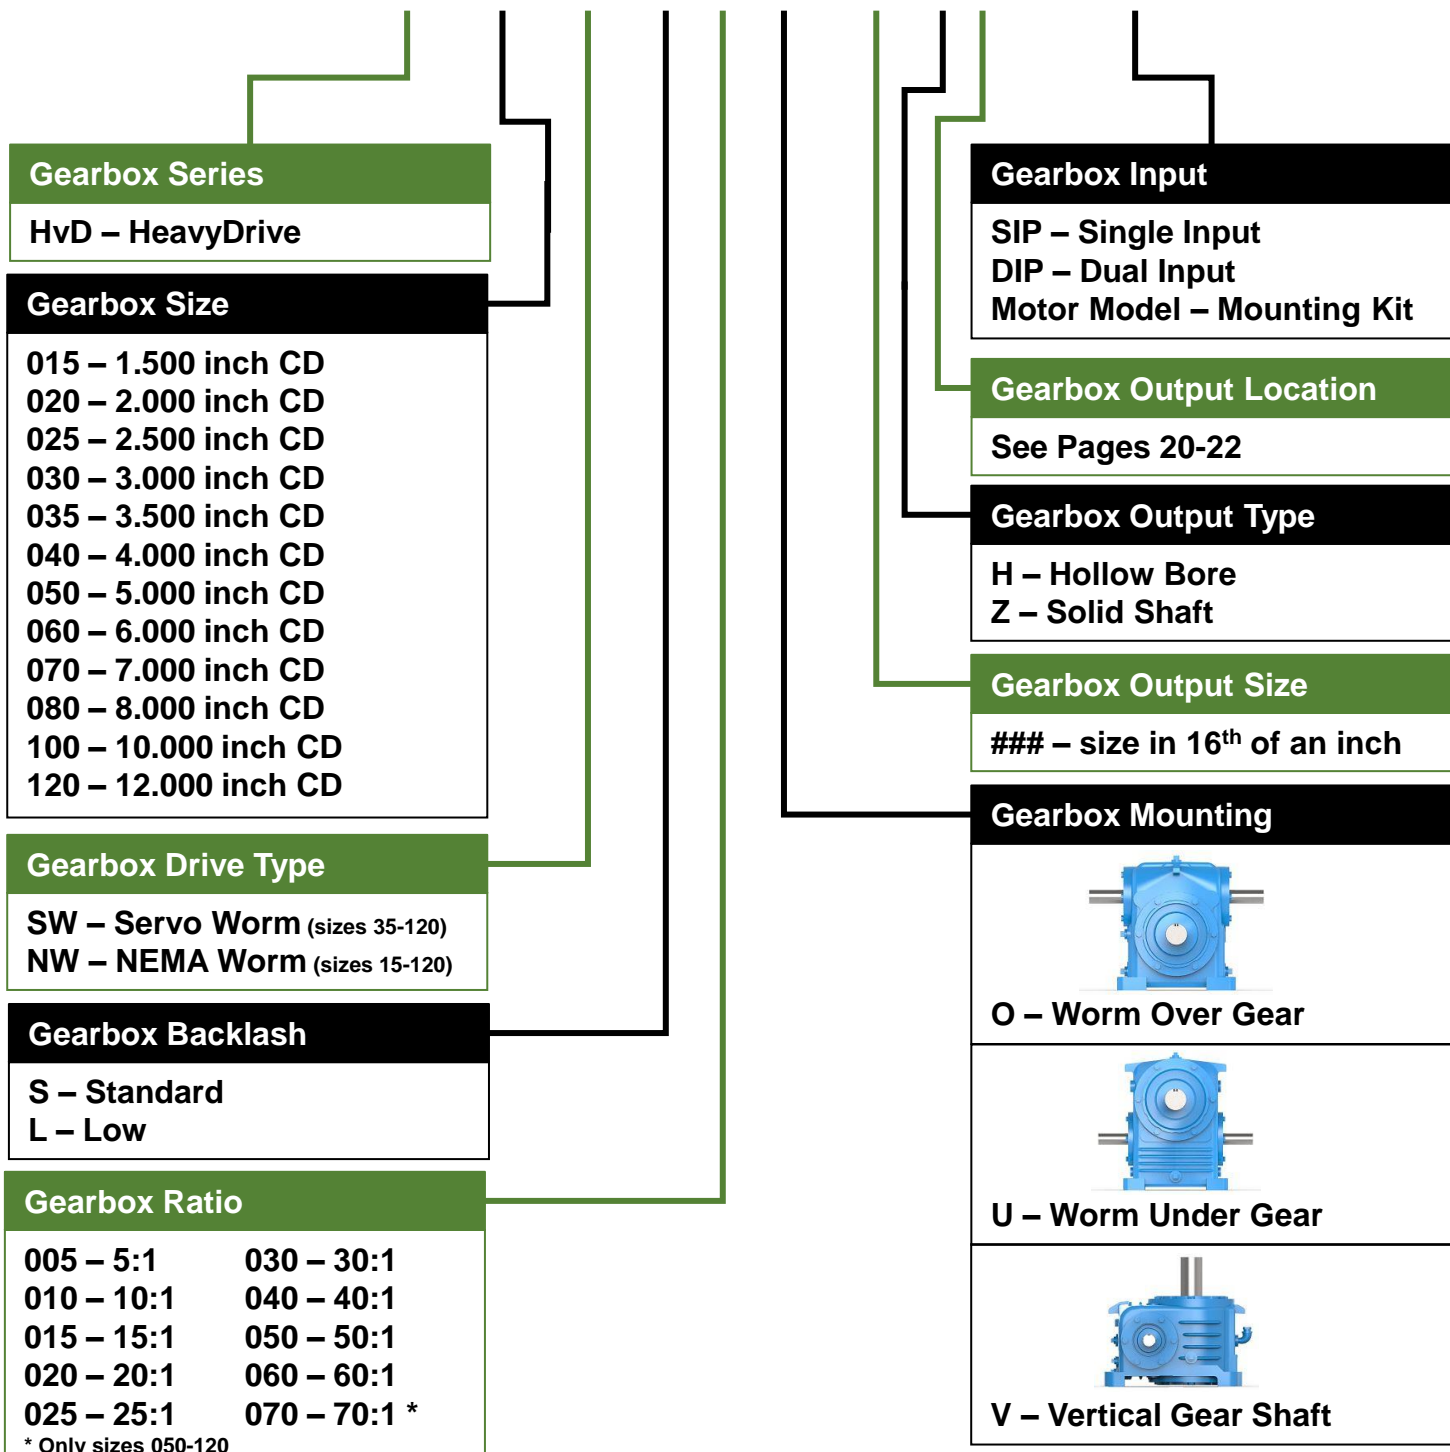 Gearbox Series
HvD – HeavyDrive
Gearbox Size
015 – 1.500 inch CD
020 – 2.000 inch CD
025 – 2.500 inch CD
030 – 3.000 inch CD
035 – 3.500 inch CD
040 – 4.000 inch CD
050 – 5.000 inch CD
060 – 6.000 inch CD
070 – 7.000 inch CD
080 – 8.000 inch CD
100 – 10.000 inch CD
120 – 12.000 inch CD
Gearbox Drive Type
SW – Servo Worm (sizes 35-120)
NW – NEMA Worm (sizes 15-120)
Gearbox Backlash
S – Standard
L – Low
Gearbox Ratio
005 – 5:1 030 – 30:1
010 – 10:1 040 – 40:1
015 – 15:1 050 – 50:1
020 – 20:1 060 – 60:1
025 – 25:1 070 – 70:1 *
* Only sizes 050-120
Gearbox Input
SIP – Single Input
DIP – Dual Input
Motor Model – Mounting Kit
Gearbox Output Location
See Pages 20-22
Gearbox Output Type
H – Hollow Bore
Z – Solid Shaft
Gearbox Output Size
### – size in 16th of an inch
Gearbox Mounting
O – Worm Over Gear
U – Worm Under Gear
V – Vertical Gear Shaft